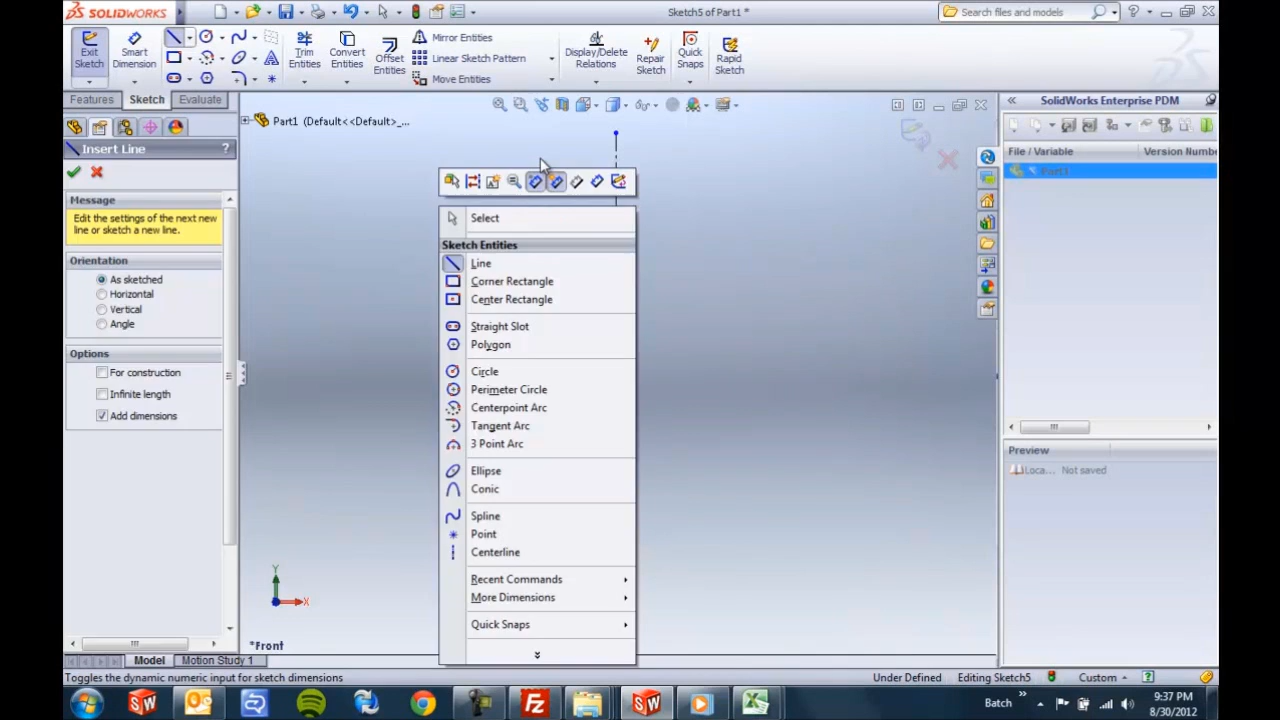 SOLIDWORKS
Sketch5 of Part1 *
Search files and models
Exit Sketch
Smart Dimension
Trim Entities
Convert Entities
Offset Entities
Mirror Entities
Linear Sketch Pattern
Move Entities
Display/Delete Relations
Repair Sketch
Quick Snaps
Rapid Sketch
Features
Sketch
Evaluate
Part1 (Default<<Default>_...
SolidWorks Enterprise PDM
File / Variable
Version Numbe
Part1
Insert Line
?
Message
Edit the settings of the next new
line or sketch a new line.
Orientation
As sketched
Horizontal
Vertical
Angle
Options
For construction
Infinite length
Add dimensions
Select
Sketch Entities
Line
Corner Rectangle
Center Rectangle
Straight Slot
Polygon
Circle
Perimeter Circle
Centerpoint Arc
Tangent Arc
3 Point Arc
Ellipse
Conic
Spline
Point
Centerline
Recent Commands
More Dimensions
Quick Snaps
Preview
Loca... Not saved
Y
X
*Front
Model
Motion Study 1
Toggles the dynamic numeric input for sketch dimensions
Under Defined
Editing Sketch5
Custom
Batch
9:37 PM
8/30/2012